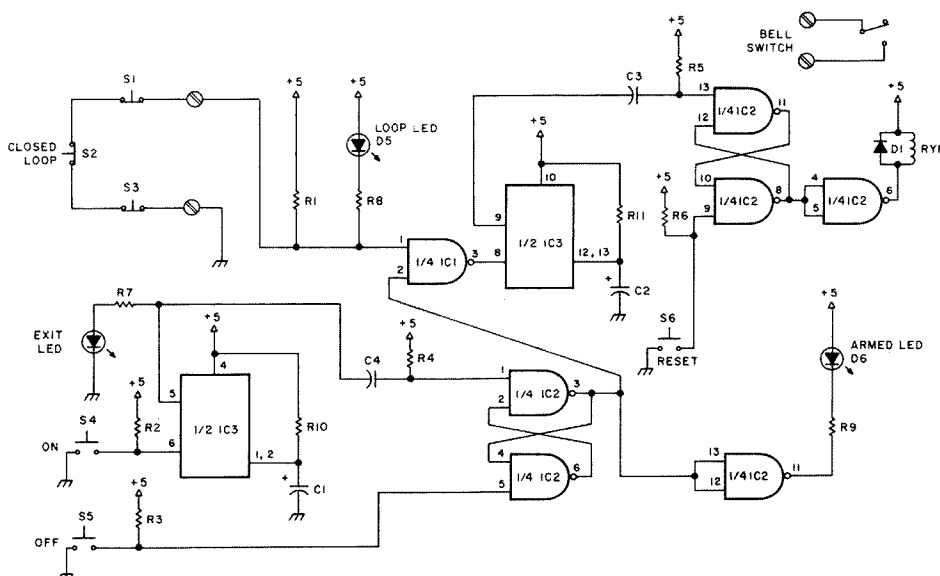 BELL
SWITCH
+5
R5
C3
13
11
1/4 IC2
12
+5
D1
RY
S1
+5
+5
LOOP LED
D5
CLOSED
LOOP
S2
S3
R1
R8
+5
10
R11
9
1/2 IC3
8
12, 13
+
C2
10
1/4 IC2
8
9
4
1/4 IC2
6
5
+5
R6
1
1/4 IC1
3
2
S6
RESET
R7
EXIT
LED
+5
4
5
1/2 IC3
6
1, 2
R10
+
C1
+5
R2
S4
ON
C4
+5
R4
1
1/4 IC2
3
2
4
1/4 IC2
6
5
+5
ARMED LED
D6
R9
13
1/4 IC2
11
12
+5
R3
S5
OFF